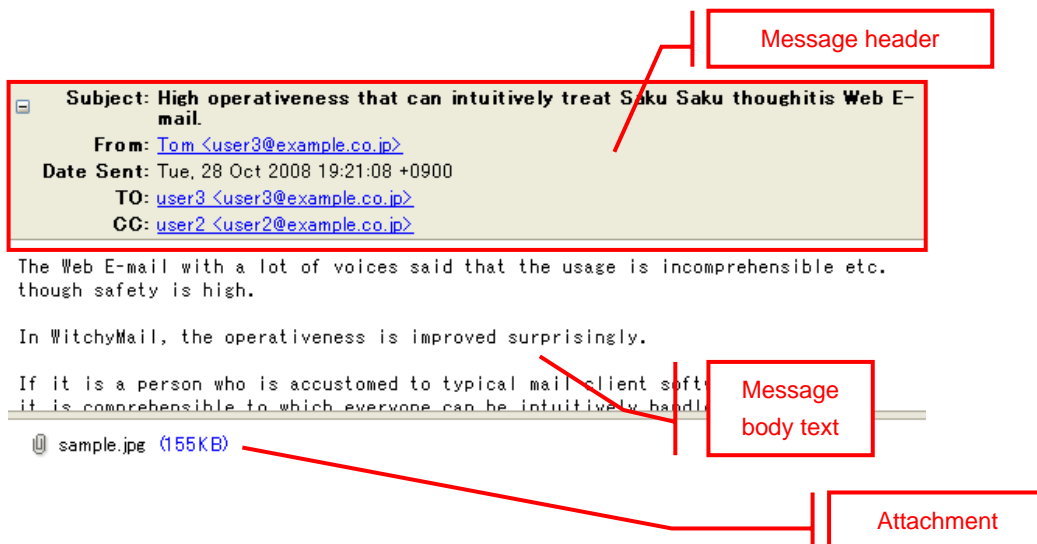 Message header
Subject: High operativeness that can intuitively treat Saku Saku thoughitis Web E-
mail.
From: Tom <user3@example.co.jp>
Date Sent: Tue, 28 Oct 2008 19:21:08 +0900
TO: user3 <user3@example.co.jp>
CC: user2 <user2@example.co.jp>
The Web E-mail with a lot of voices said that the usage is incomprehensible etc.
though safety is high.
In WitchyMail, the operativeness is improved surprisingly.
If it is a person who is accustomed to typical mail client
it is comprehensible to which everyone can be intuitively
Message
body text
sample.jpg (155KB)
Attachment